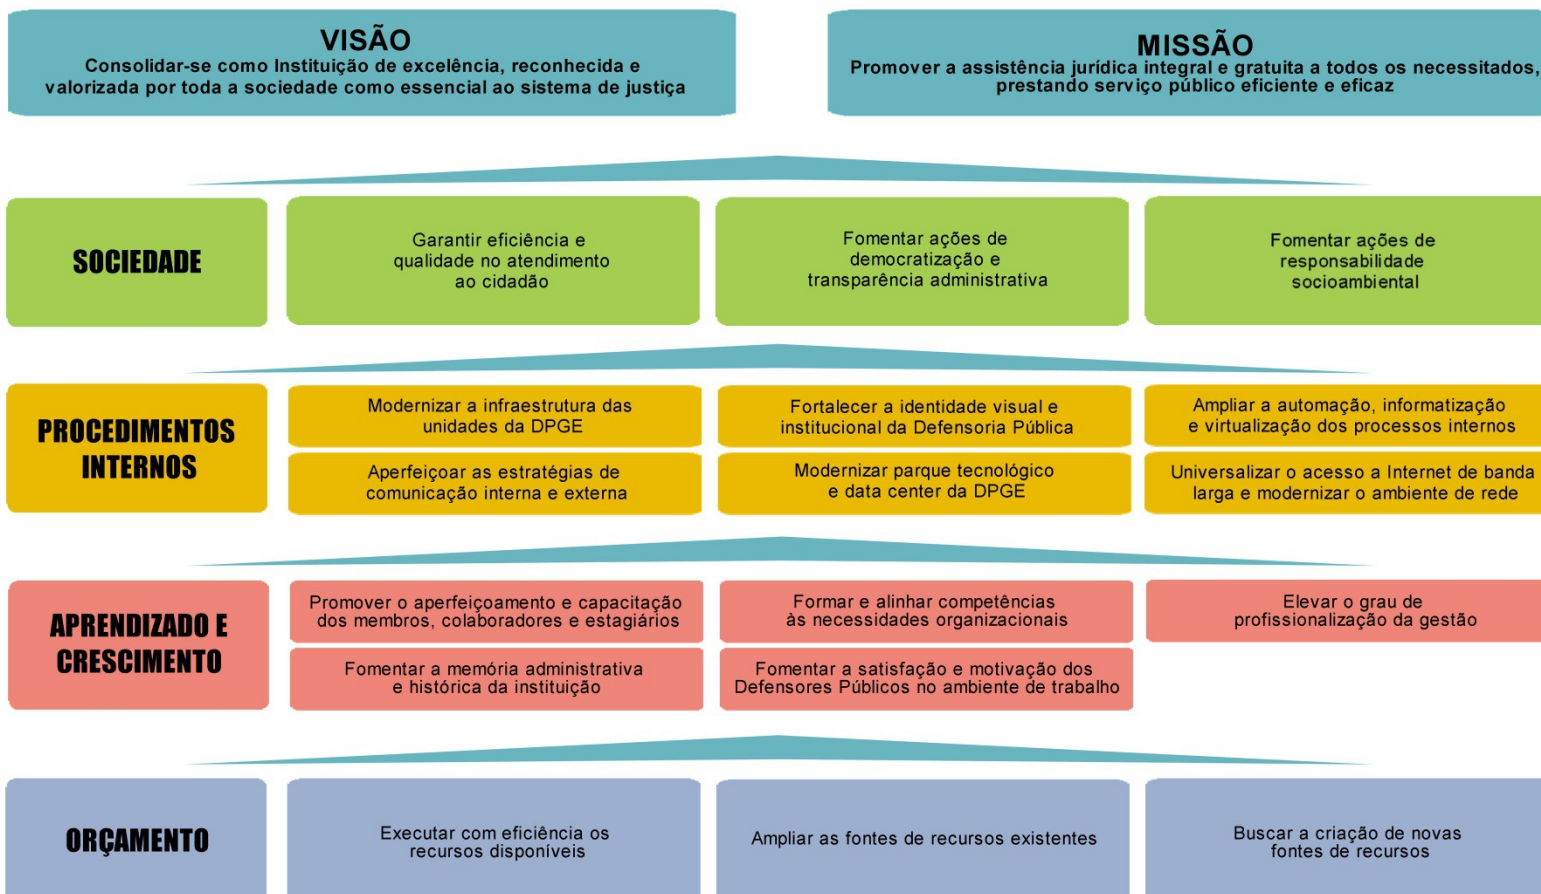 VISÃO
Consolidar-se como Instituição de excelência, reconhecida e
valorizada por toda a sociedade como essencial ao sistema de justiça
MISSÃO
Promover a assistência jurídica integral e gratuita a todos os necessitados,
prestando serviço público eficiente e eficaz
SOCIEDADE
Garantir eficiência e
qualidade no atendimento
ao cidadão
Fomentar ações de
democratização e
transparência administrativa
Fomentar ações de
responsabilidade
socioambiental
PROCEDIMENTOS
INTERNOS
Modernizar a infraestrutura das
unidades da DPGE
Fortalecer a identidade visual e
institucional da Defensoria Pública
Ampliar a automação, informatização
e virtualização dos processos internos
Aperfeiçoar as estratégias de
comunicação interna e externa
Modernizar parque tecnológico
e data center da DPGE
Universalizar o acesso a Internet de banda
larga e modernizar o ambiente de rede
APRENDIZADO E
CRESCIMENTO
Promover o aperfeiçoamento e capacitação
dos membros, colaboradores e estagiários
Formar e alinhar competências
às necessidades organizacionais
Elevar o grau de
profissionalização da gestão
Fomentar a memória administrativa
e histórica da instituição
Fomentar a satisfação e motivação dos
Defensores Públicos no ambiente de trabalho
ORÇAMENTO
Executar com eficiência os
recursos disponíveis
Ampliar as fontes de recursos existentes
Buscar a criação de novas
fontes de recursos